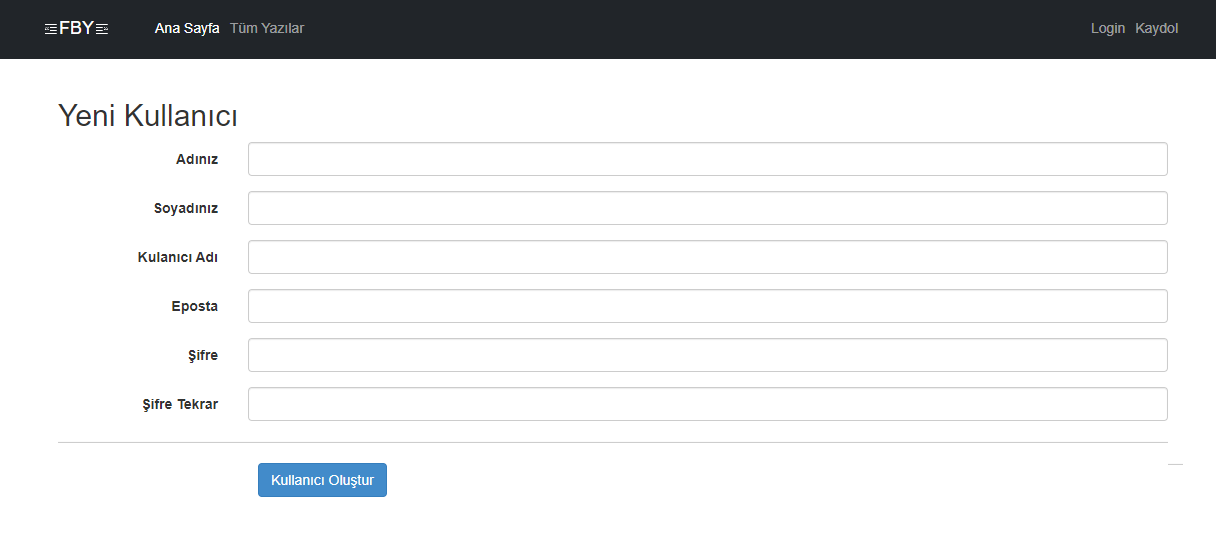 FBY Ana Sayfa Tüm Yazılar Login Kaydol
Yeni Kullanıcı
Adınız
Soyadınız
Kulanıcı Adı
Eposta
Şifre
Şifre Tekrar
Kullanıcı Oluştur